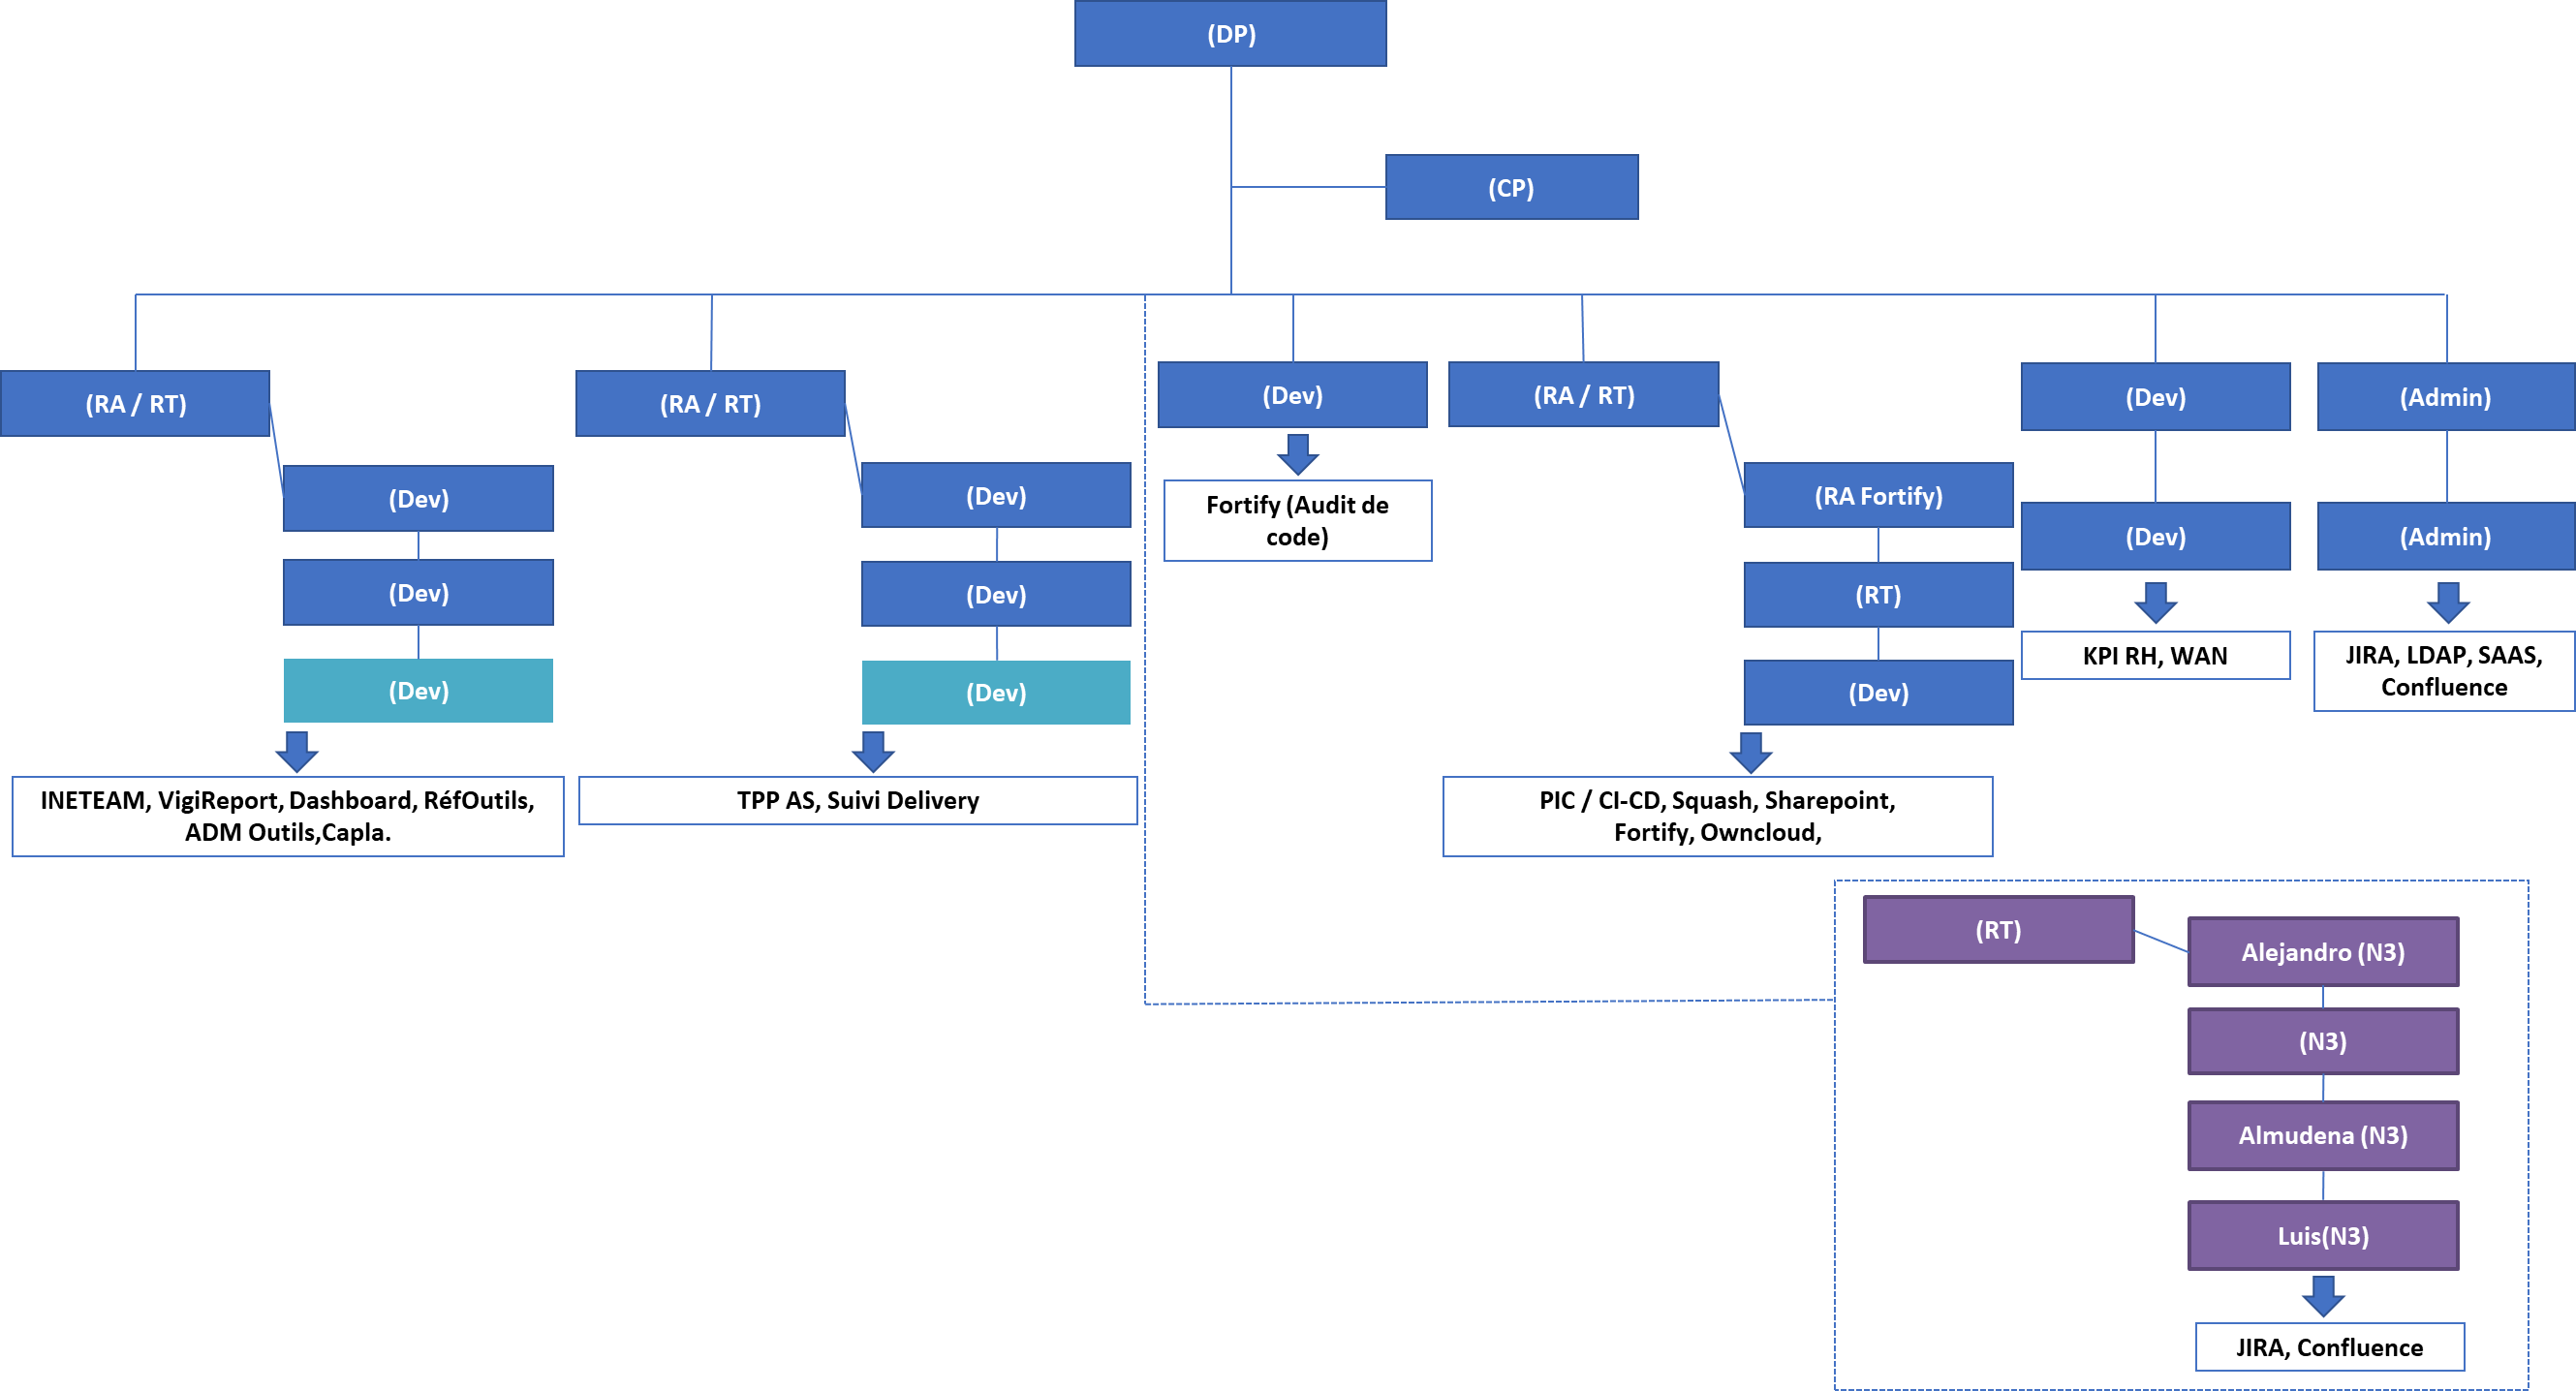 (DP)
(CP)
(RA / RT)
(Dev)
(Dev)
(Dev)
INETEAM, VigiReport, Dashboard, RéfOutils,
ADM Outils,Capla.
(RA / RT)
(Dev)
(Dev)
(Dev)
TPP AS, Suivi Delivery
(Dev)
Fortify (Audit de
code)
(RA / RT)
(RA Fortify)
(RT)
(Dev)
PIC / CI-CD, Squash, Sharepoint,
Fortify, Owncloud,
(Dev)
(Dev)
KPI RH, WAN
(Admin)
(Admin)
JIRA, LDAP, SAAS,
Confluence
(RT)
Alejandro (N3)
(N3)
Almudena (N3)
Luis(N3)
JIRA, Confluence